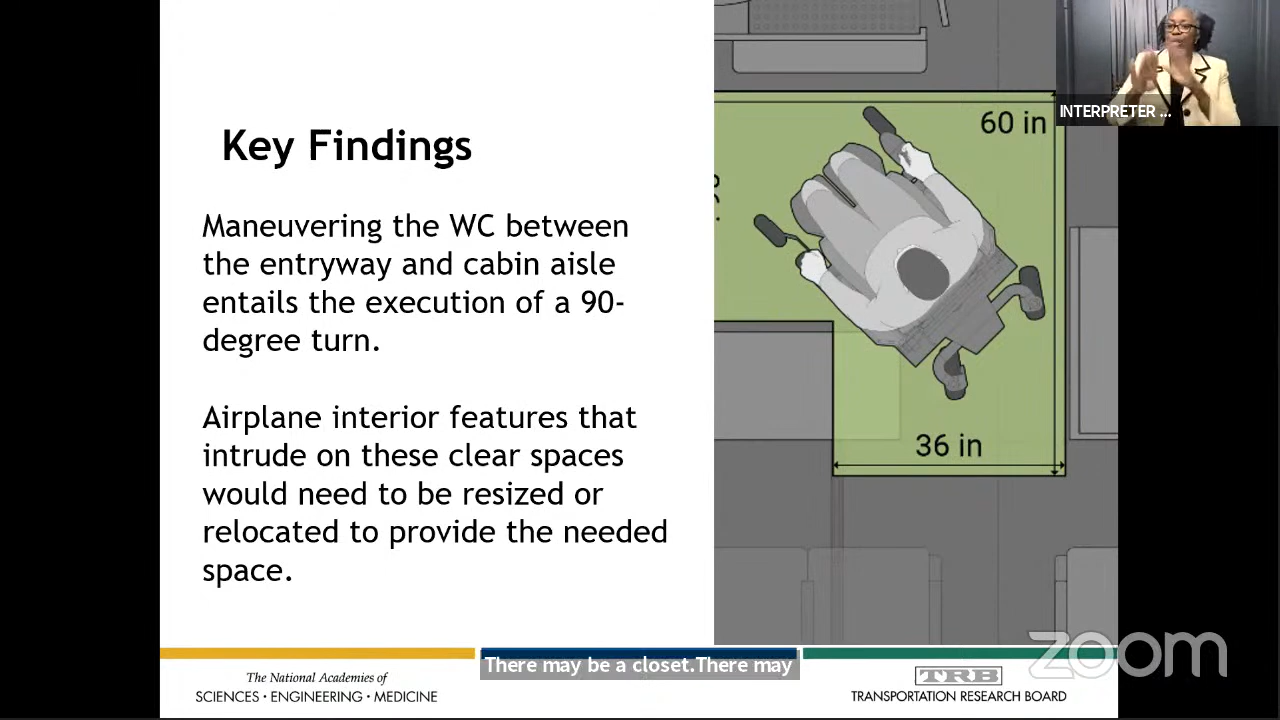 Key Findings
Maneuvering the WC between
the entryway and cabin aisle
entails the execution of a 90-
degree turn.
Airplane interior features that
intrude on these clear spaces
would need to be resized or
relocated to provide the needed
space.
60 in
36 in
INTERPRETER ...
There may be a closet.There may
The National Academies of
SCIENCES · ENGINEERING · MEDICINE
TRB
TRANSPORTATION RESEARCH BOARD
zoom